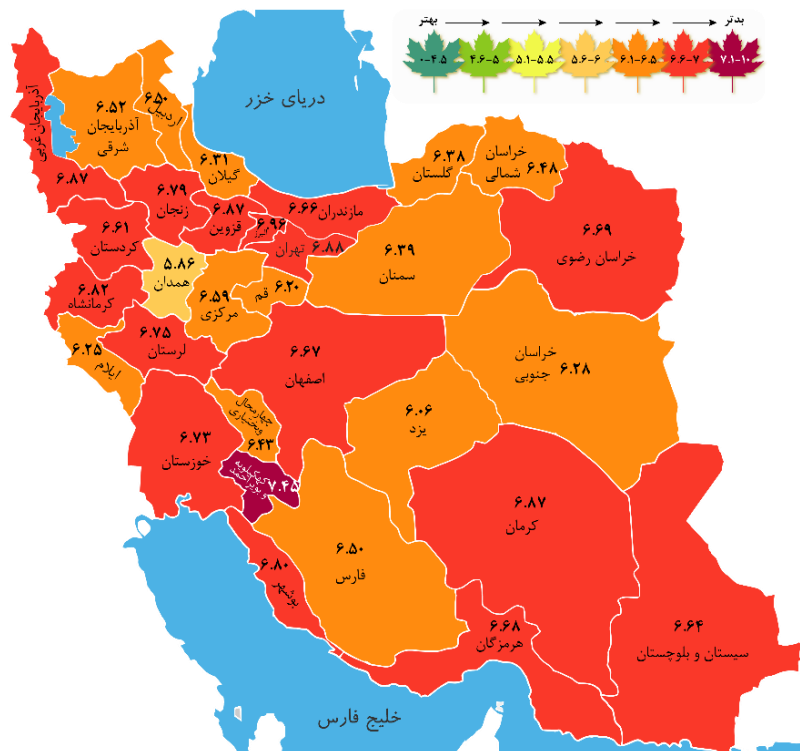 بهتر
بدتر
۰-۴.۵
۴.۶-۵
۵.۱-۵.۵
۵.۶-۶
۶.۱-۶.۵
۶.۶-۷
۷.۱-۱۰
دریای خزر
آذربایجان غربی
۶.۸۷
۶.۵۲
آذربایجان
شرقی
۶.۵۰
اردبیل
۶.۳۱
گیلان
۶.۳۸
گلستان
خراسان
شمالی
۶.۴۸
۶.۷۹
زنجان
۶.۸۷
قزوین
۶.۹۶
البرز
مازندران ۶.۶۶
تهران ۶.۸۸
۶.۳۹
سمنان
۶.۶۹
خراسان رضوی
۶.۶۱
کردستان
۵.۸۶
همدان
۶.۸۲
کرمانشاه
۶.۵۹
مرکزی
۶.۲۰
قم
۶.۷۵
لرستان
۶.۲۵
ایلام
۶.۶۷
اصفهان
خراسان
جنوبی
۶.۲۸
۶.۰۶
یزد
چهارمحال
وبختیاری
۶.۴۳
۶.۷۳
خوزستان
کهگیلویه
و بویراحمد
۷.۴۵
۶.۸۷
کرمان
۶.۵۰
فارس
۶.۸۰
بوشهر
۶.۶۸
هرمزگان
۶.۶۴
سیستان و بلوچستان
خلیج فارس